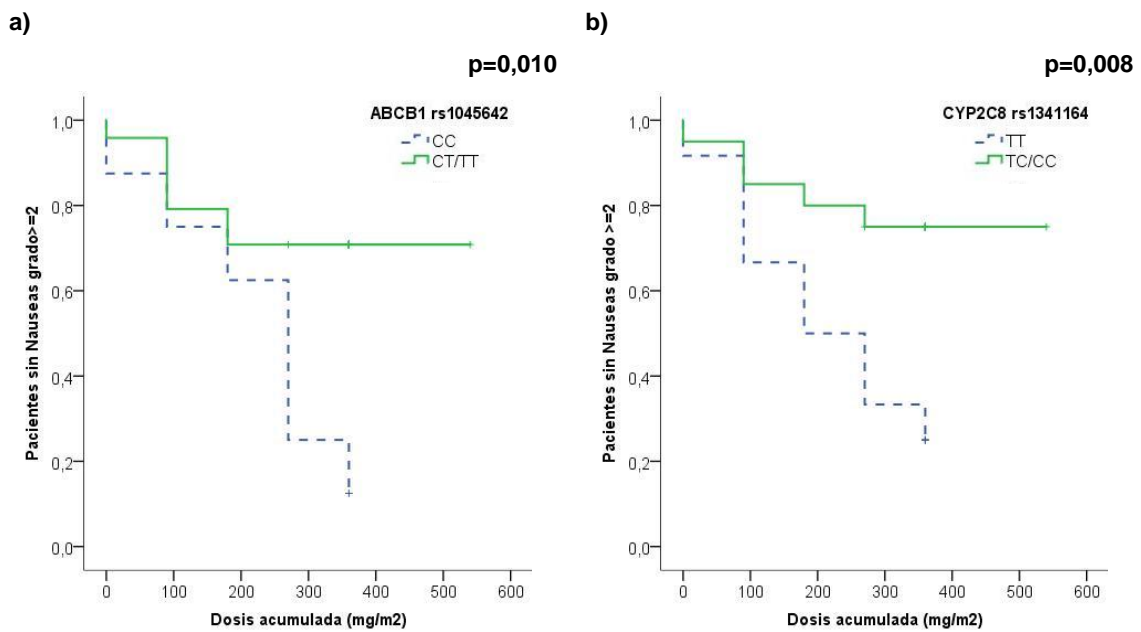 a)
p=0,010
ABCB1 rs1045642
CC
CT/TT
Pacientes sin Nauseas grado>=2
1,0
0,8
0,6
0,4
0,2
0,0
0 100 200 300 400 500 600
Dosis acumulada (mg/m2)
b)
p=0,008
CYP2C8 rs1341164
TT
TC/CC
Pacientes sin Nauseas grado >=2
1,0
0,8
0,6
0,4
0,2
0,0
0 100 200 300 400 500 600
Dosis acumulada (mg/m2)